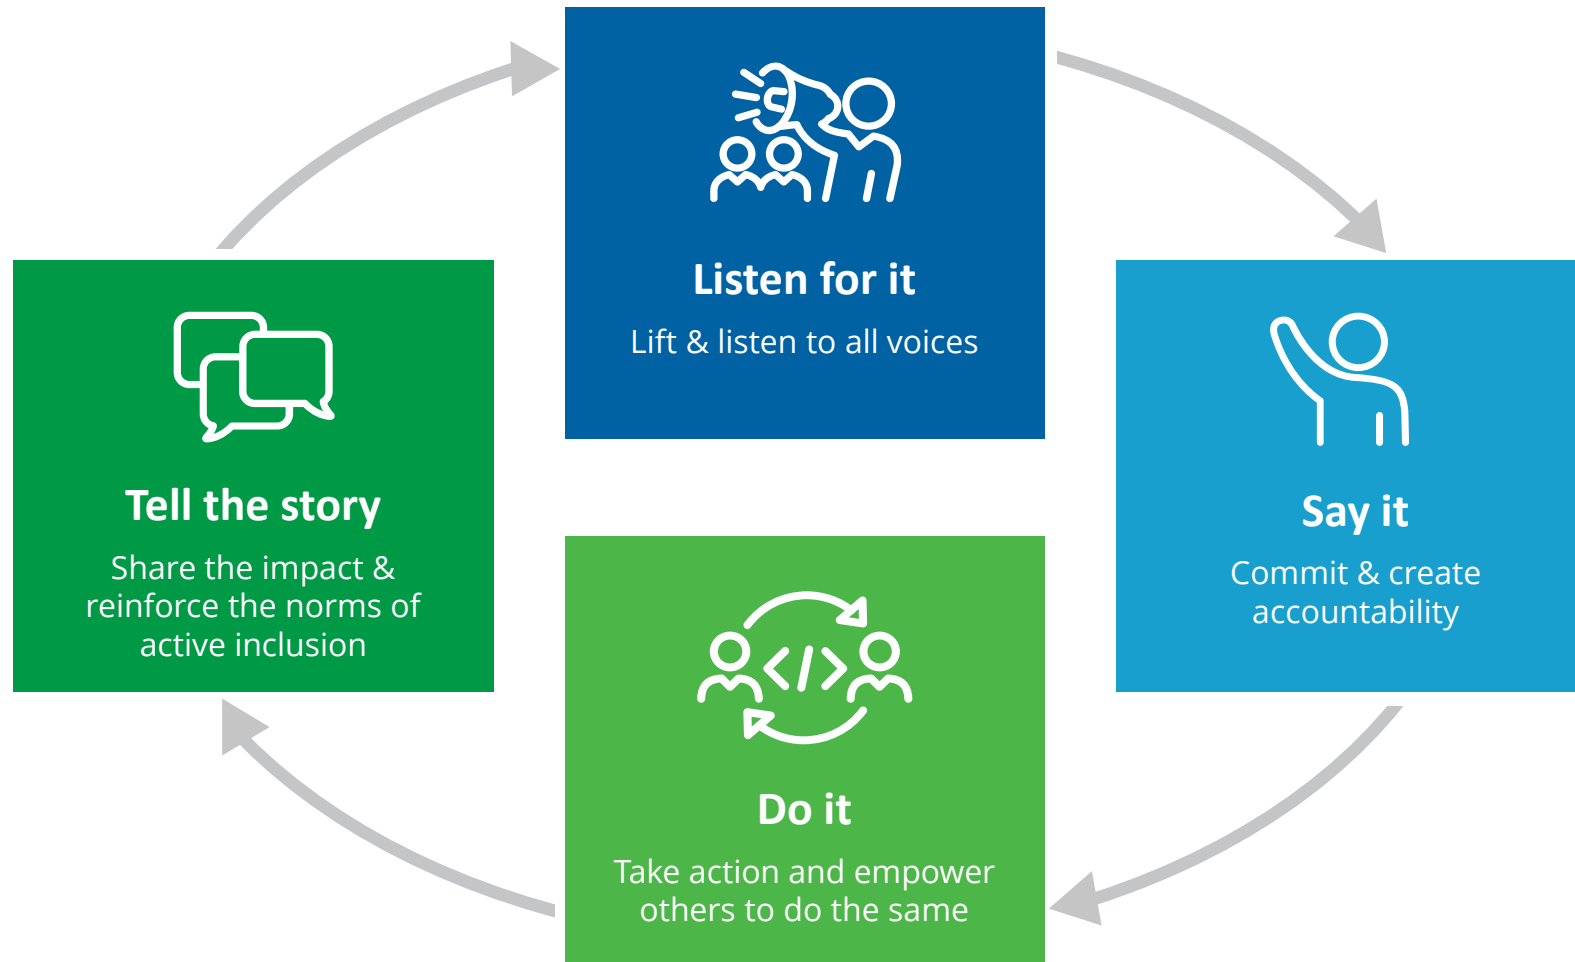 Listen for it
Lift & listen to all voices
Say it
Commit & create
accountability
Do it
Take action and empower
others to do the same
Tell the story
Share the impact &
reinforce the norms of
active inclusion